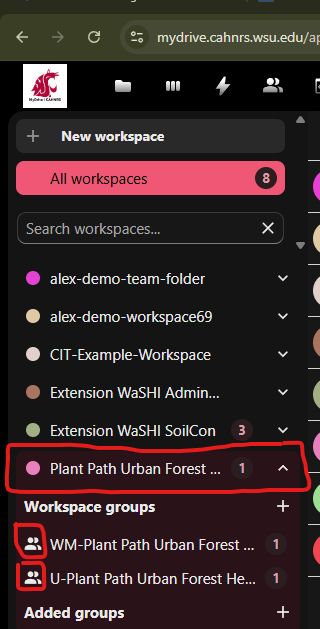 mydrive.cahnrs.wsu.edu/ap
MyDrive | CAHNRS
+ New workspace
All workspaces 8
Search workspaces...
alex-demo-team-folder
alex-demo-workspace69
CIT-Example-Workspace
Extension WaSHI Admin...
Extension WaSHI SoilCon 3
Plant Path Urban Forest ... 1
Workspace groups +
WM-Plant Path Urban Forest ... 1
U-Plant Path Urban Forest He... 1
Added groups +